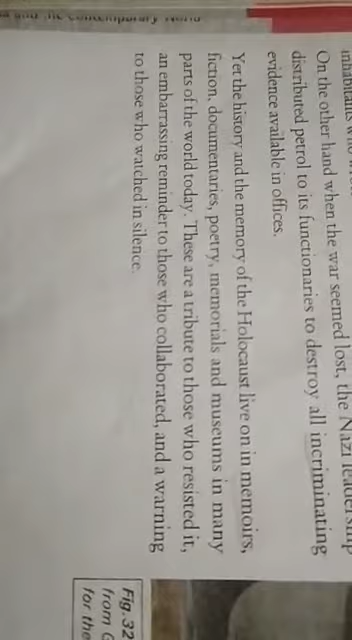 inhabitants
On the other hand when the war seemed lost, the Nazi leadership
distributed petrol to its functionaries to destroy all incriminating
evidence available in offices.
Yet the history and the memory of the Holocaust live on in memoirs,
fiction, documentaries, poetry, memorials and museums in many
parts of the world today. These are a tribute to those who resisted it,
an embarrassing reminder to those who collaborated, and a warning
to those who watched in silence.
Fig.32
from
for the